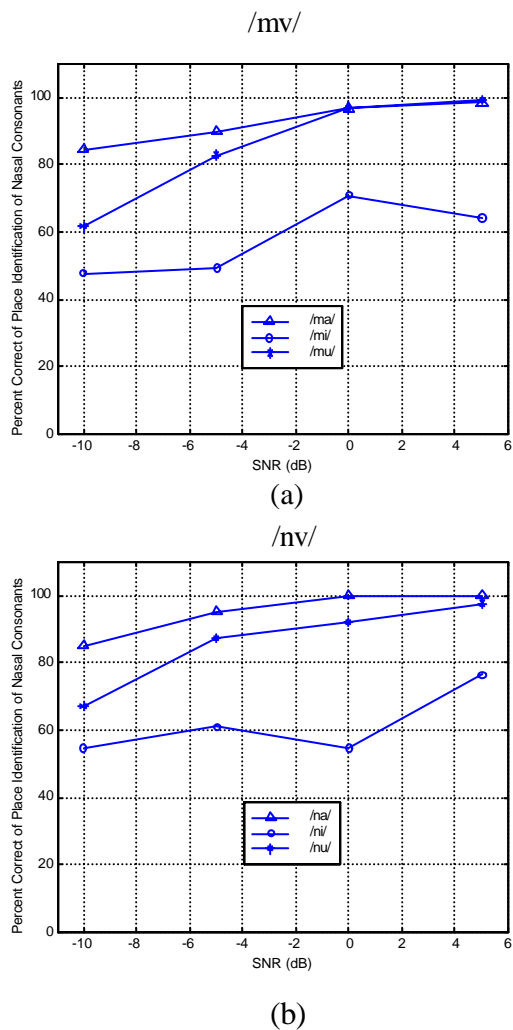 /mv/
Percent Correct of Place Identification of Nasal Consonants
100
80
60
40
20
0
/ma/
/mi/
/mu/
-10 -8 -6 -4 -2 0 2 4 6
SNR (dB)
(a)
/nv/
Percent Correct of Place Identification of Nasal Consonants
100
80
60
40
20
0
/na/
/ni/
/nu/
-10 -8 -6 -4 -2 0 2 4 6
SNR (dB)
(b)